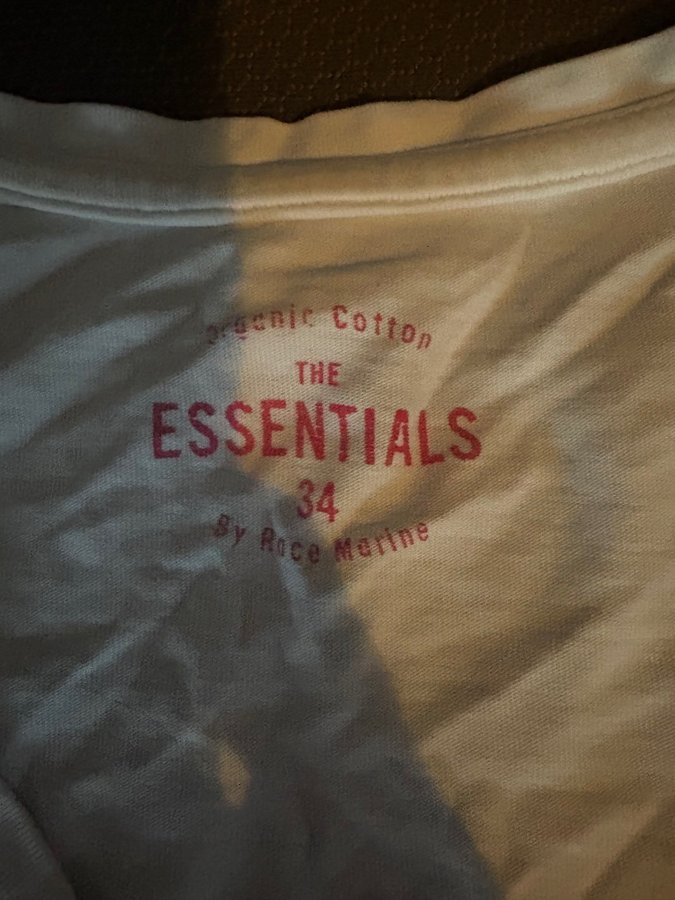 Organic Cotton
THE
ESSENTIALS
34
By Race Marine